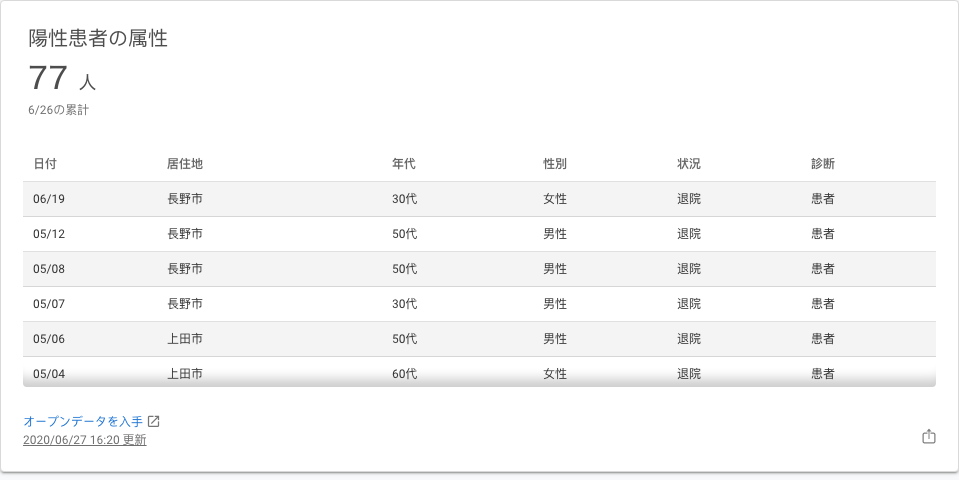 陽性患者の属性
77 人
6/26の累計
日付 居住地 年代 性別 状況 診断
06/19 長野市 30代 女性 退院 患者
05/12 長野市 50代 男性 退院 患者
05/08 長野市 50代 男性 退院 患者
05/07 長野市 30代 男性 退院 患者
05/06 上田市 50代 男性 退院 患者
05/04 上田市 60代 女性 退院 患者
オープンデータを入手
2020/06/27 16:20 更新